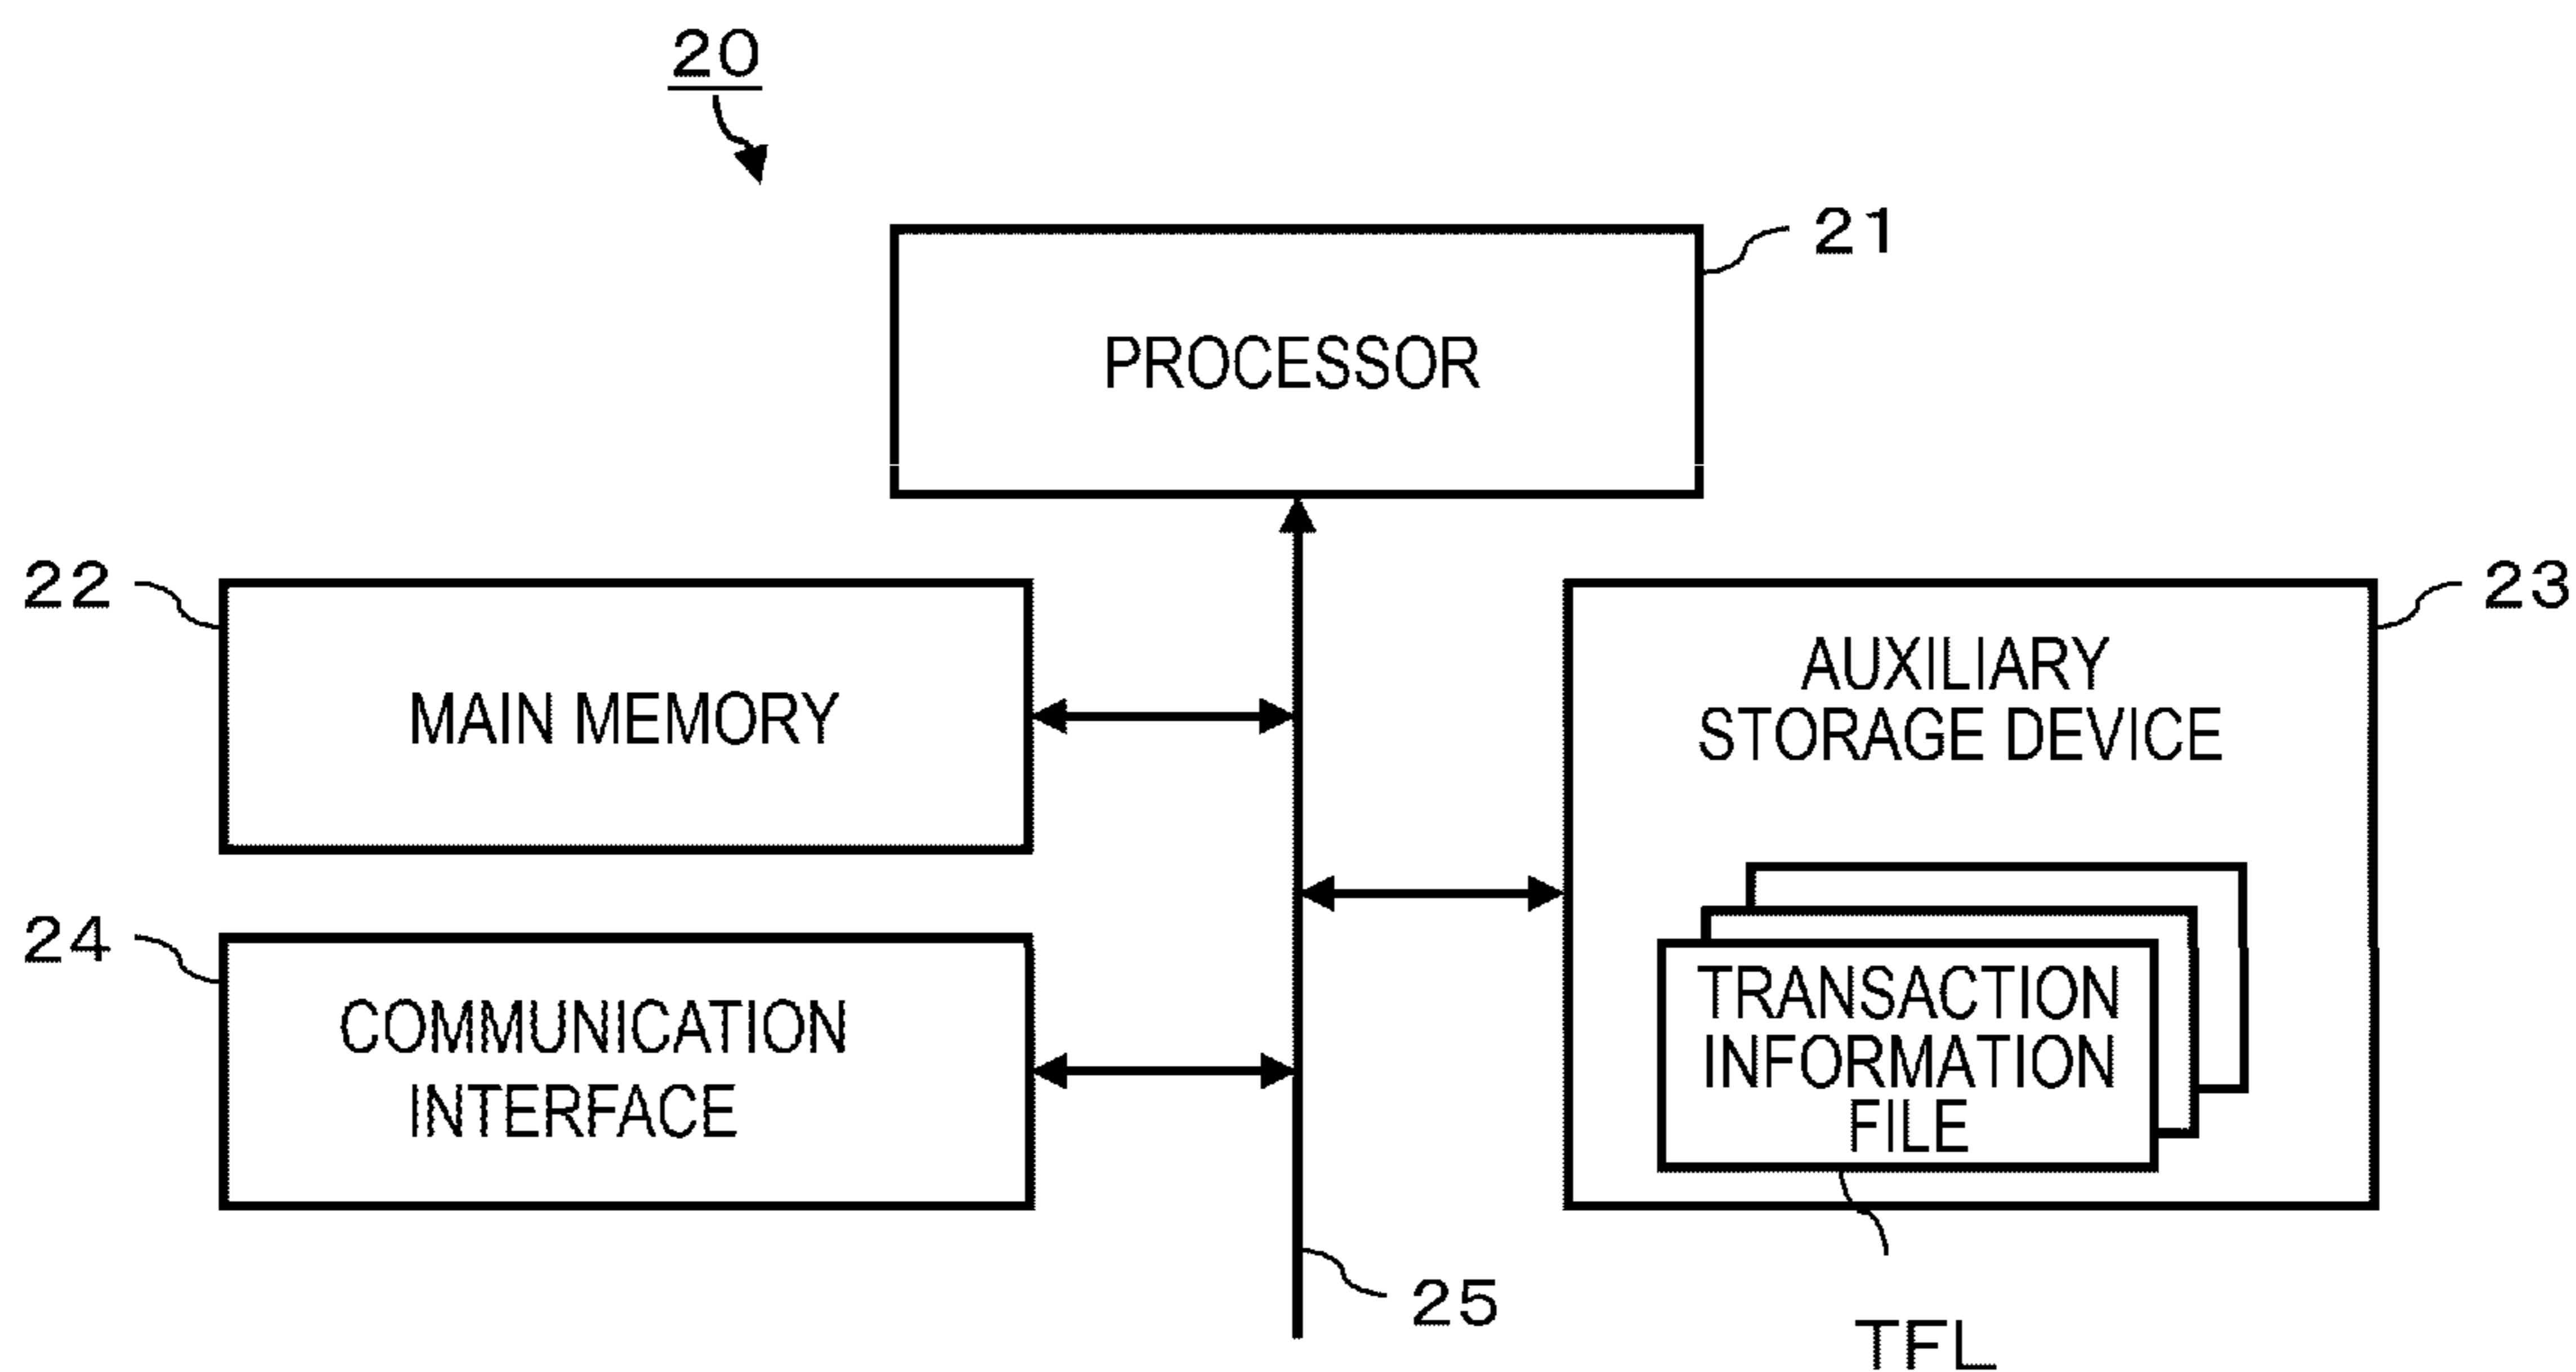 20
21
PROCESSOR
22
MAIN MEMORY
23
AUXILIARY
STORAGE DEVICE
24
COMMUNICATION
INTERFACE
TRANSACTION
INFORMATION
FILE
25
TFL